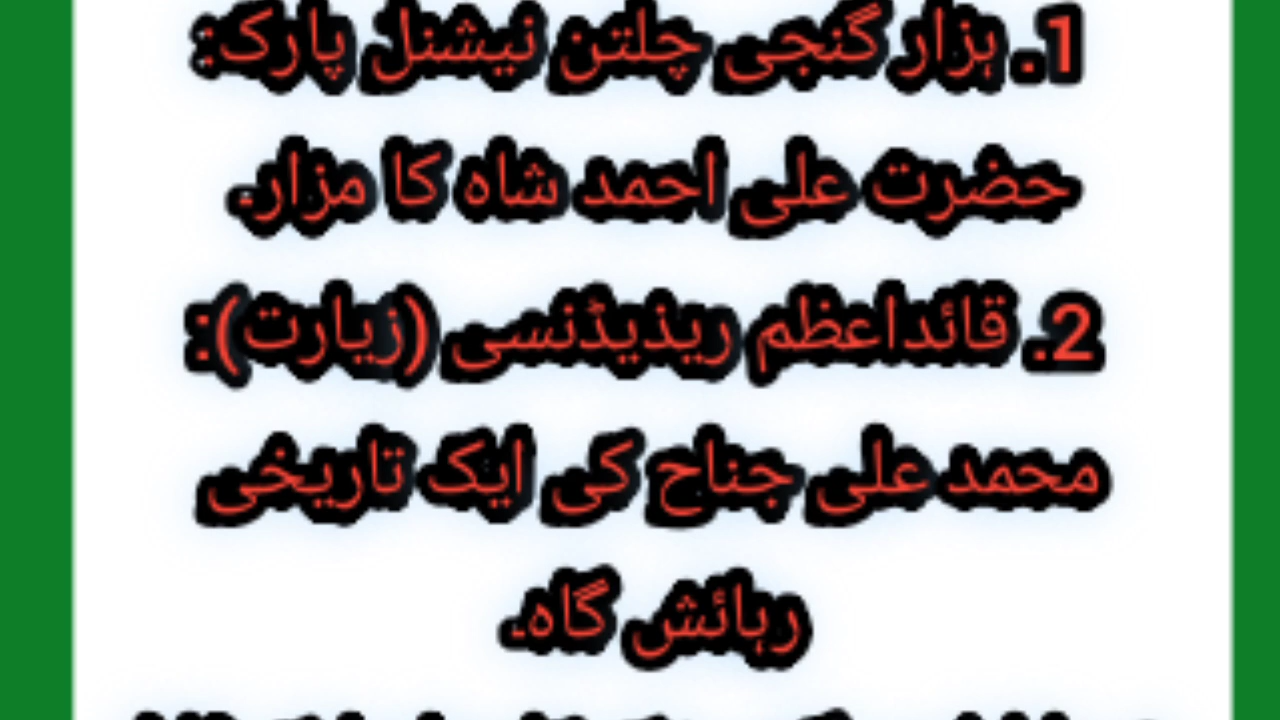 1. ہزار گنجی چلتن نیشنل پارک:
حضرت علی احمد شاہ کا مزار۔
2. قائداعظم ریذیڈنسی (زیارت):
محمد علی جناح کی ایک تاریخی
رہائش گاہ۔